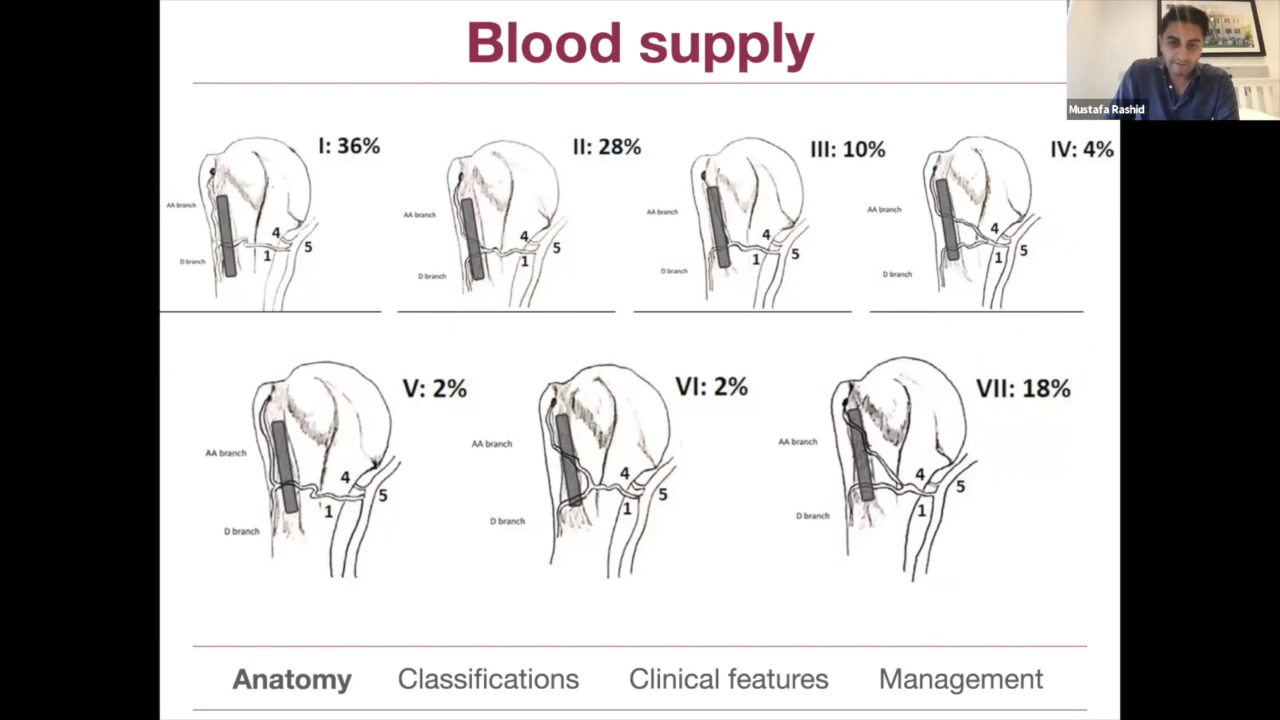 Blood supply
Mustafa Rashid
I: 36%
II: 28%
III: 10%
IV: 4%
AA branch
D branch
4
5
1
AA branch
D branch
4
5
1
AA branch
D branch
4
5
1
AA branch
D branch
4
5
1
V: 2%
VI: 2%
VII: 18%
AA branch
D branch
4
5
1
AA branch
D branch
4
5
1
AA branch
D branch
4
5
1
Anatomy Classifications Clinical features Management